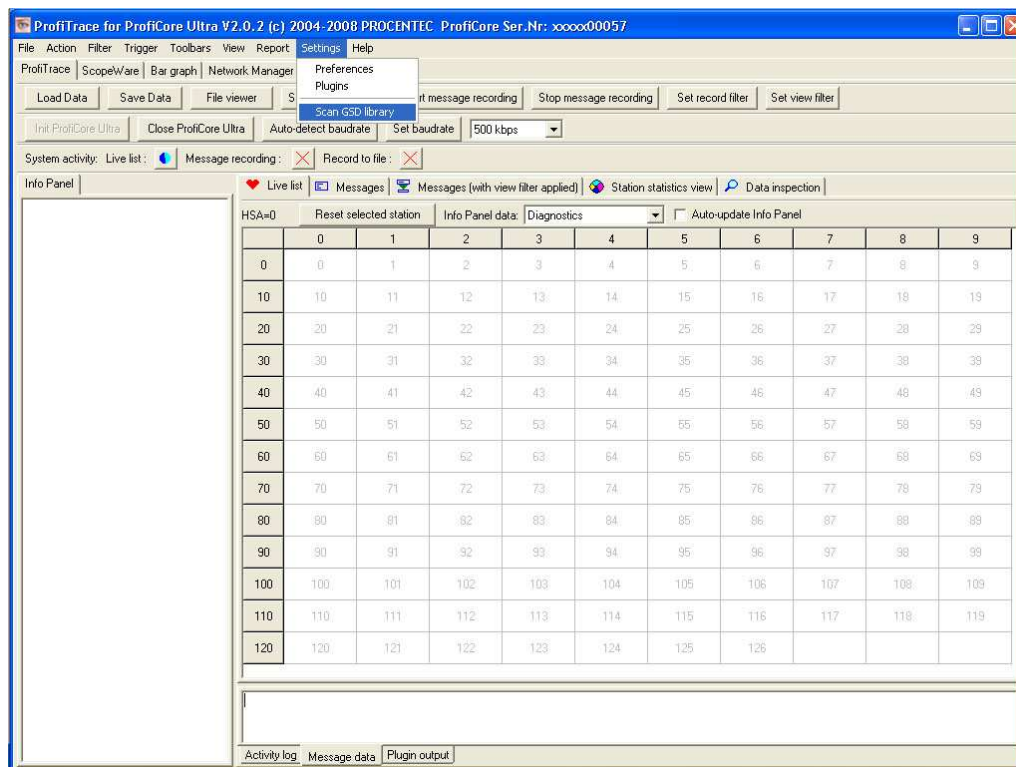 ProfiTrace for ProfiCore Ultra V2.0.2 (c) 2004-2008 PROCENTEC ProfiCore Ser.Nr: xxxxx00057
File Action Filter Trigger Toolbars View Report Settings Help
ProfiTrace ScopeWare Bar graph Network Manager
Preferences
Plugins
Scan GSD library
Load Data Save Data File viewer S rt message recording Stop message recording Set record filter Set view filter
Init ProfiCore Ultra Close ProfiCore Ultra Auto-detect baudrate Set baudrate 500 kbps
System activity: Live list : Message recording : Record to file :
Info Panel Live list Messages Messages (with view filter applied) Station statistics view Data inspection
HSA=0 Reset selected station Info Panel data: Diagnostics Auto-update Info Panel
0 1 2 3 4 5 6 7 8 9
0 0 1 2 3 4 5 6 7 8 9
10 10 11 12 13 14 15 16 17 18 19
20 20 21 22 23 24 25 26 27 28 29
30 30 31 32 33 34 35 36 37 38 39
40 40 41 42 43 44 45 46 47 48 49
50 50 51 52 53 54 55 56 57 58 59
60 60 61 62 63 64 65 66 67 68 69
70 70 71 72 73 74 75 76 77 78 79
80 80 81 82 83 84 85 86 87 88 89
90 90 91 92 93 94 95 96 97 98 99
100 100 101 102 103 104 105 106 107 108 109
110 110 111 112 113 114 115 116 117 118 119
120 120 121 122 123 124 125 126
Activity log Message data Plugin output